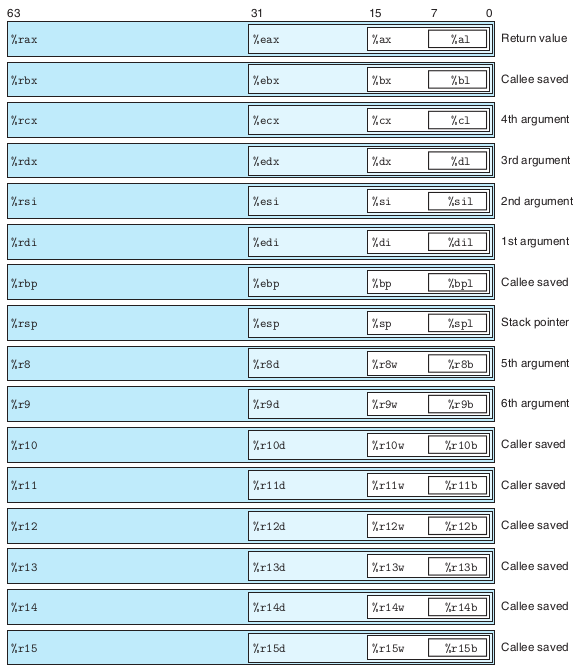 63 31 15 7 0
%rax %eax %ax %al Return value
%rbx %ebx %bx %bl Callee saved
%rcx %ecx %cx %cl 4th argument
%rdx %edx %dx %dl 3rd argument
%rsi %esi %si %sil 2nd argument
%rdi %edi %di %dil 1st argument
%rbp %ebp %bp %bpl Callee saved
%rsp %esp %sp %spl Stack pointer
%r8 %r8d %r8w %r8b 5th argument
%r9 %r9d %r9w %r9b 6th argument
%r10 %r10d %r10w %r10b Caller saved
%r11 %r11d %r11w %r11b Caller saved
%r12 %r12d %r12w %r12b Callee saved
%r13 %r13d %r13w %r13b Callee saved
%r14 %r14d %r14w %r14b Callee saved
%r15 %r15d %r15w %r15b Callee saved